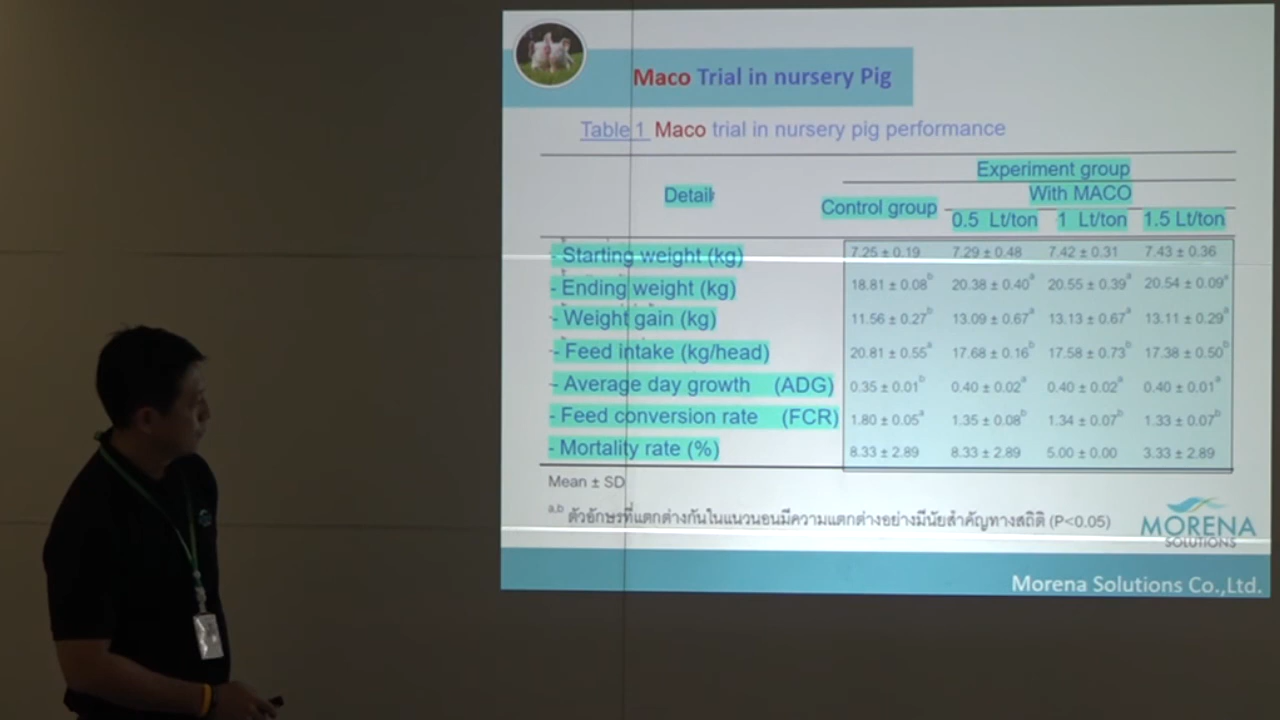 Maco Trial in nursery Pig
Table 1 Maco trial in nursery pig performance
Experiment group
Detail
Control group
With MACO
0.5 Lt/ton 1 Lt/ton 1.5 Lt/ton
- Starting weight (kg) 7.25 ± 0.19 7.29 ± 0.48 7.42 ± 0.31 7.43 ± 0.36
- Ending weight (kg) 18.81 ± 0.08b 20.38 ± 0.40a 20.55 ± 0.39a 20.54 ± 0.09a
- Weight gain (kg) 11.56 ± 0.27b 13.09 ± 0.67a 13.13 ± 0.67a 13.11 ± 0.29a
- Feed intake (kg/head) 20.81 ± 0.55a 17.68 ± 0.16b 17.58 ± 0.73b 17.38 ± 0.50b
- Average day growth (ADG) 0.35 ± 0.01b 0.40 ± 0.02a 0.40 ± 0.02a 0.40 ± 0.01a
- Feed conversion rate (FCR) 1.80 ± 0.05a 1.35 ± 0.08b 1.34 ± 0.07b 1.33 ± 0.07b
- Mortality rate (%) 8.33 ± 2.89 8.33 ± 2.89 5.00 ± 0.00 3.33 ± 2.89
Mean ± SD
a,b ตัวอักษรที่แตกต่างกันในแนวนอนมีความแตกต่างอย่างมีนัยสำคัญทางสถิติ (P<0.05)
MORENA
SOLUTIONS
Morena Solutions Co.,Ltd.